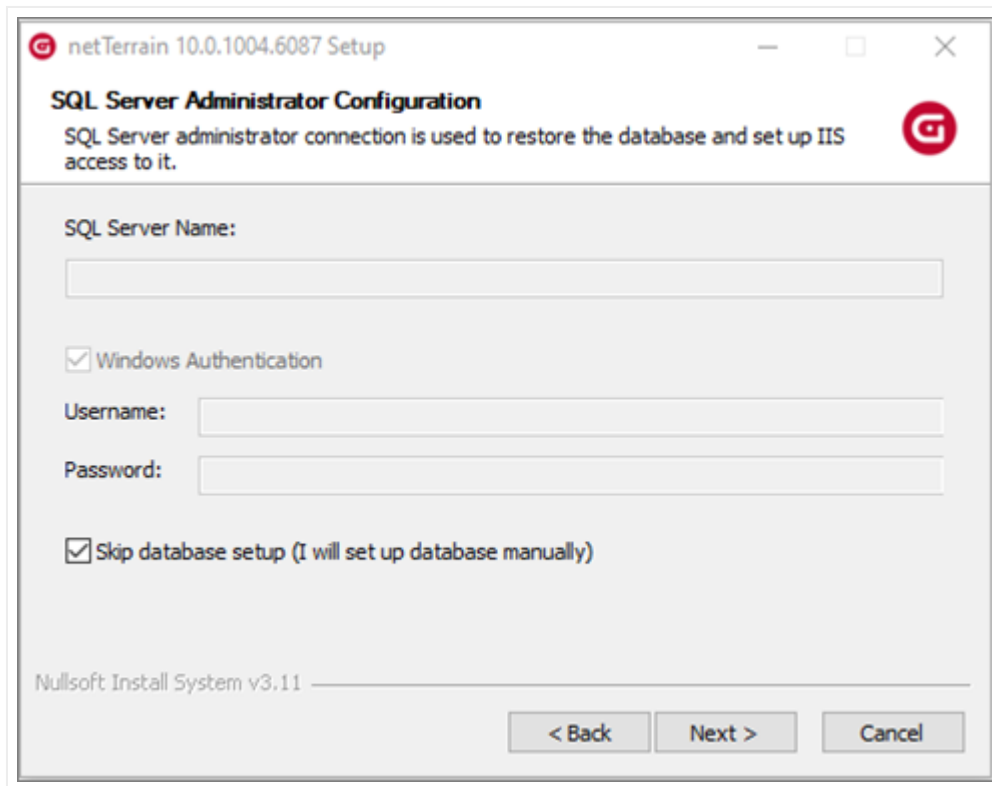 netTerrain 10.0.1004.6087 Setup
SQL Server Administrator Configuration
SQL Server administrator connection is used to restore the database and set up IIS
access to it.
SQL Server Name:
Windows Authentication
Username:
Password:
Skip database setup (I will set up database manually)
Nullsoft Install System v3.11
< Back
Next >
Cancel